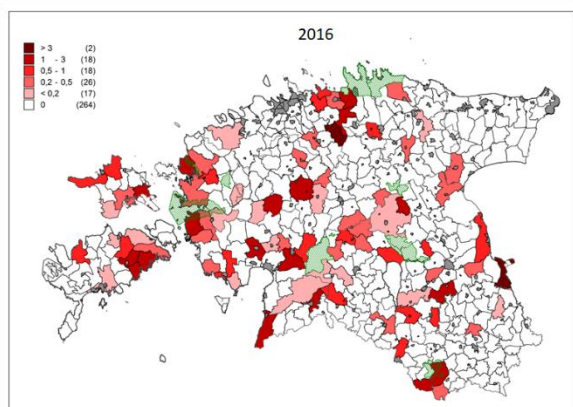 2016
> 3 (2)
1 - 3 (18)
0,5 - 1 (18)
0,2 - 0,5 (26)
< 0,2 (17)
0 (264)